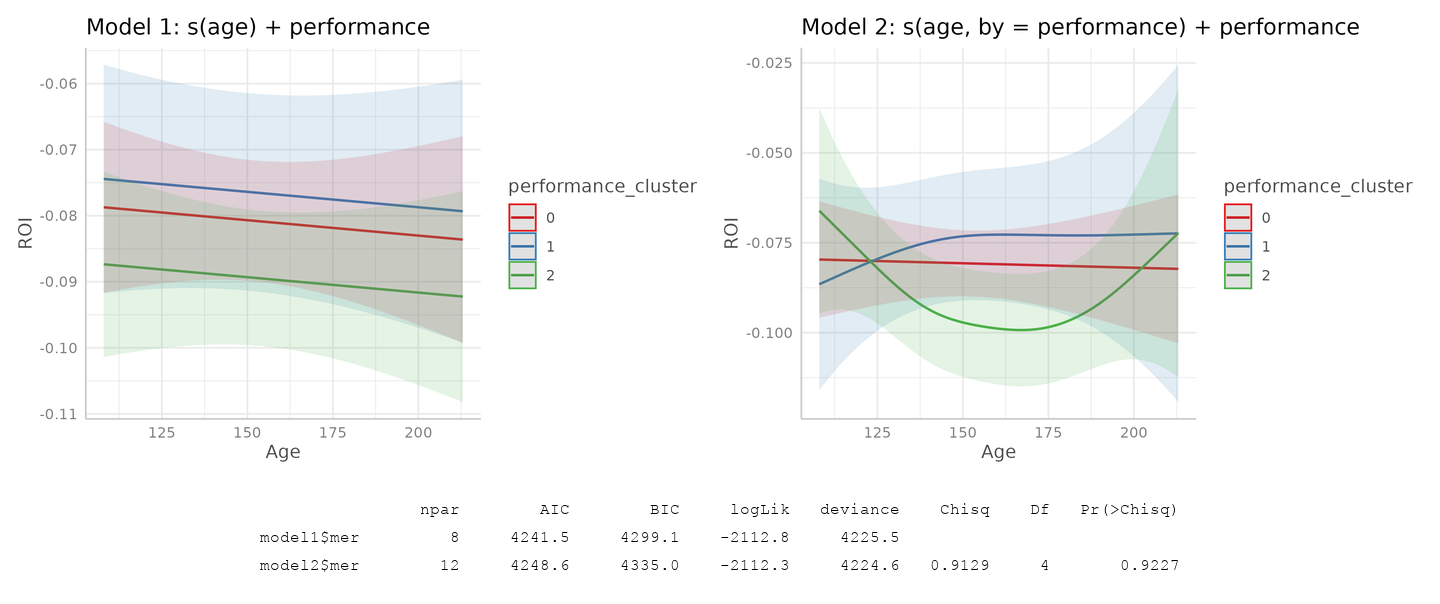 Model 1: s(age) + performance
-0.06
-0.07
-0.08
-0.09
-0.10
-0.11
ROI
125 150 175 200
Age
performance_cluster
0
1
2
Model 2: s(age, by = performance) + performance
-0.025
-0.050
-0.075
-0.100
ROI
125 150 175 200
Age
performance_cluster
0
1
2
npar AIC BIC logLik deviance Chisq Df Pr(>Chisq)
model1$mer 8 4241.5 4299.1 -2112.8 4225.5
model2$mer 12 4248.6 4335.0 -2112.3 4224.6 0.9129 4 0.9227